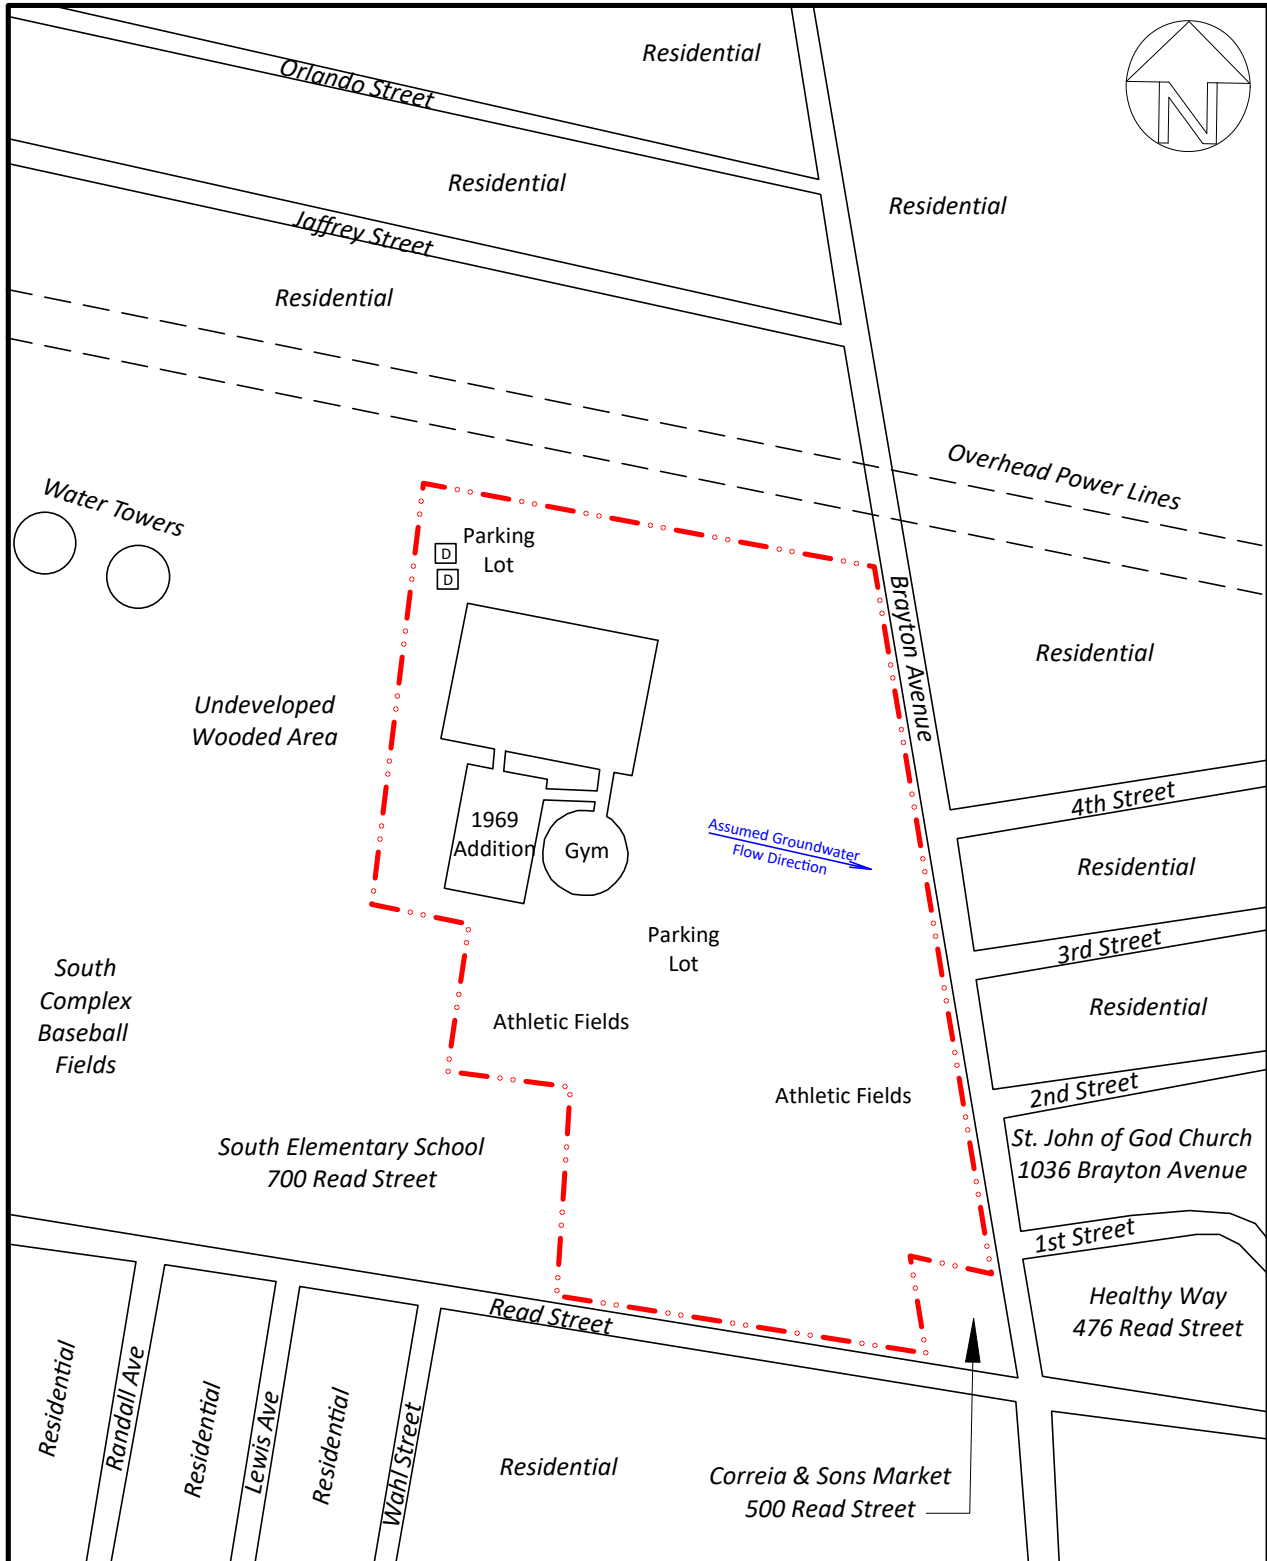 Residential
Orlando Street
N
Residential
Residential
Jaffrey Street
Residential
Overhead Power Lines
Water Towers
Parking
Lot
D
D
Brayton Avenue
Residential
Undeveloped
Wooded Area
4th Street
1969
Addition
Gym
Assumed Groundwater
Flow Direction
Residential
Parking
Lot
3rd Street
South
Complex
Baseball
Fields
Athletic Fields
Residential
Athletic Fields
2nd Street
South Elementary School
700 Read Street
St. John of God Church
1036 Brayton Avenue
1st Street
Read Street
Healthy Way
476 Read Street
Residential
Randall Ave
Residential
Lewis Ave
Residential
Wahl Street
Residential
Correia & Sons Market
500 Read Street